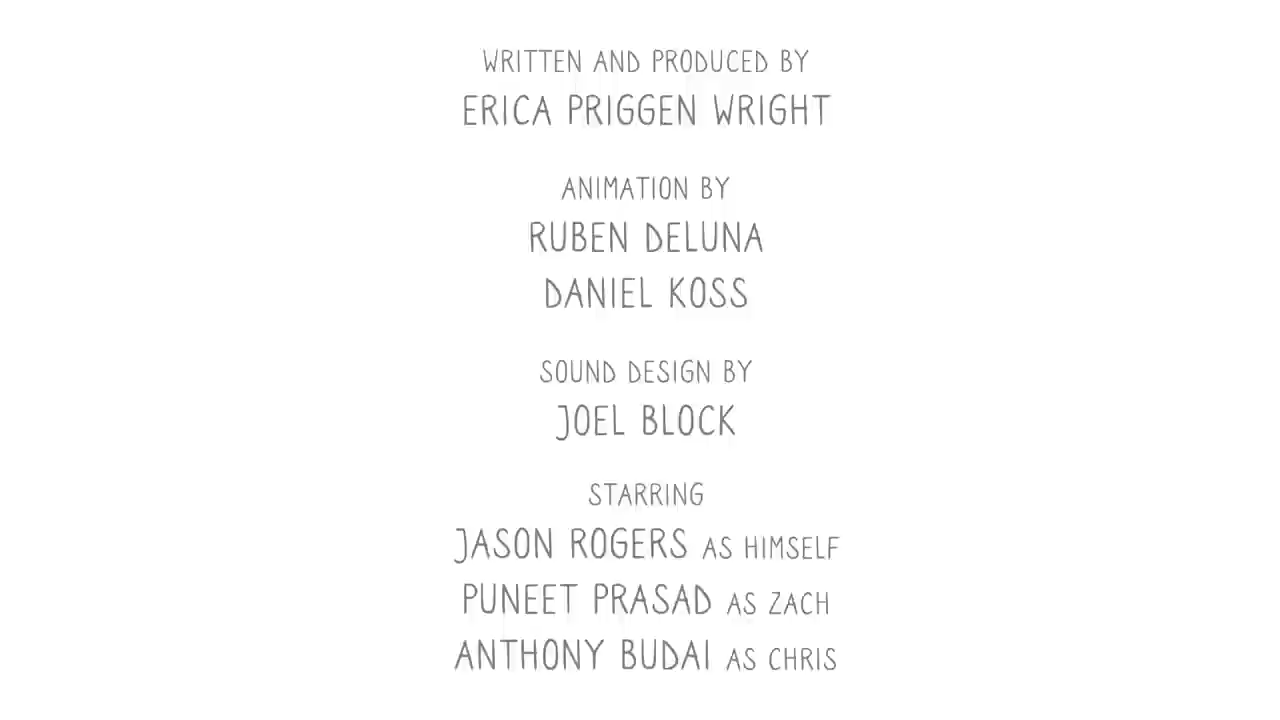 WRITTEN AND PRODUCED BY
ERICA PRIGGEN WRIGHT
ANIMATION BY
RUBEN DELUNA
DANIEL KOSS
SOUND DESIGN BY
JOEL BLOCK
STARRING
JASON ROGERS AS HIMSELF
PUNEET PRASAD AS ZACH
ANTHONY BUDAI AS CHRIS